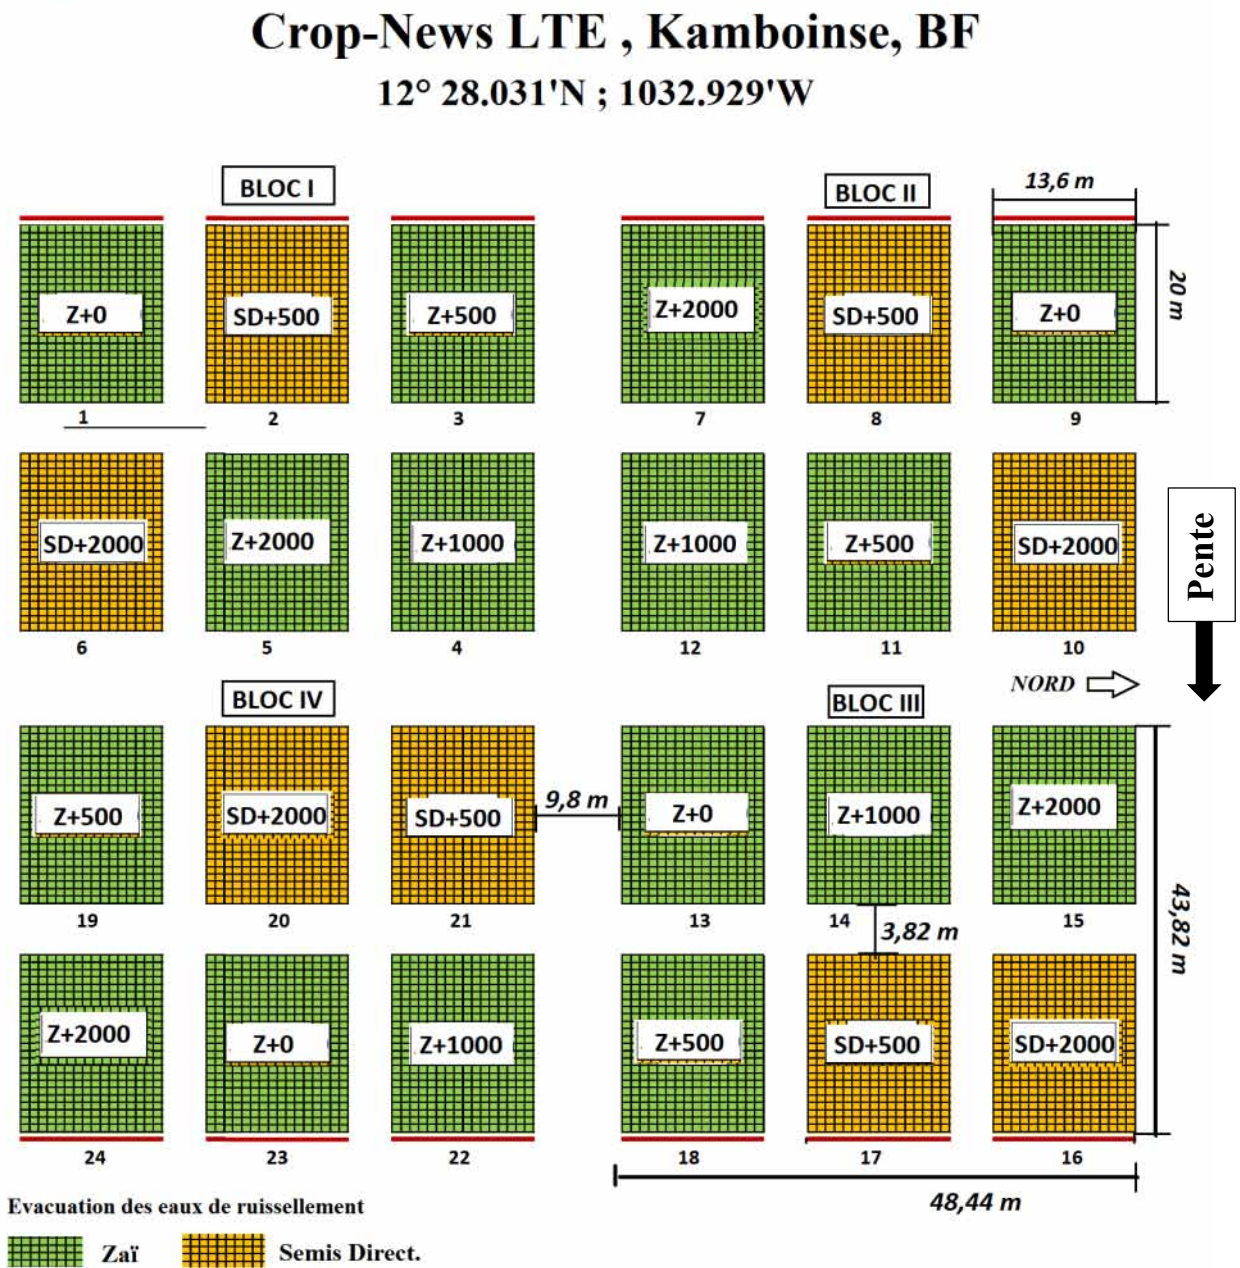 Crop-News LTE , Kamboinse, BF
12° 28.031'N ; 1032.929'W
BLOC I
BLOC II
13,6 m
Z+0
SD+500
Z+500
Z+2000
SD+500
Z+0
20 m
1
2
3
7
8
9
SD+2000
Z+2000
Z+1000
Z+1000
Z+500
SD+2000
Pente
6
5
4
12
11
10
NORD
BLOC IV
BLOC III
Z+500
SD+2000
SD+500
9,8 m
Z+0
Z+1000
Z+2000
19
20
21
13
14
15
3,82 m
43,82 m
Z+2000
Z+0
Z+1000
Z+500
SD+500
SD+2000
24
23
22
18
17
16
48,44 m
Evacuation des eaux de ruissellement
Zaï
Semis Direct.